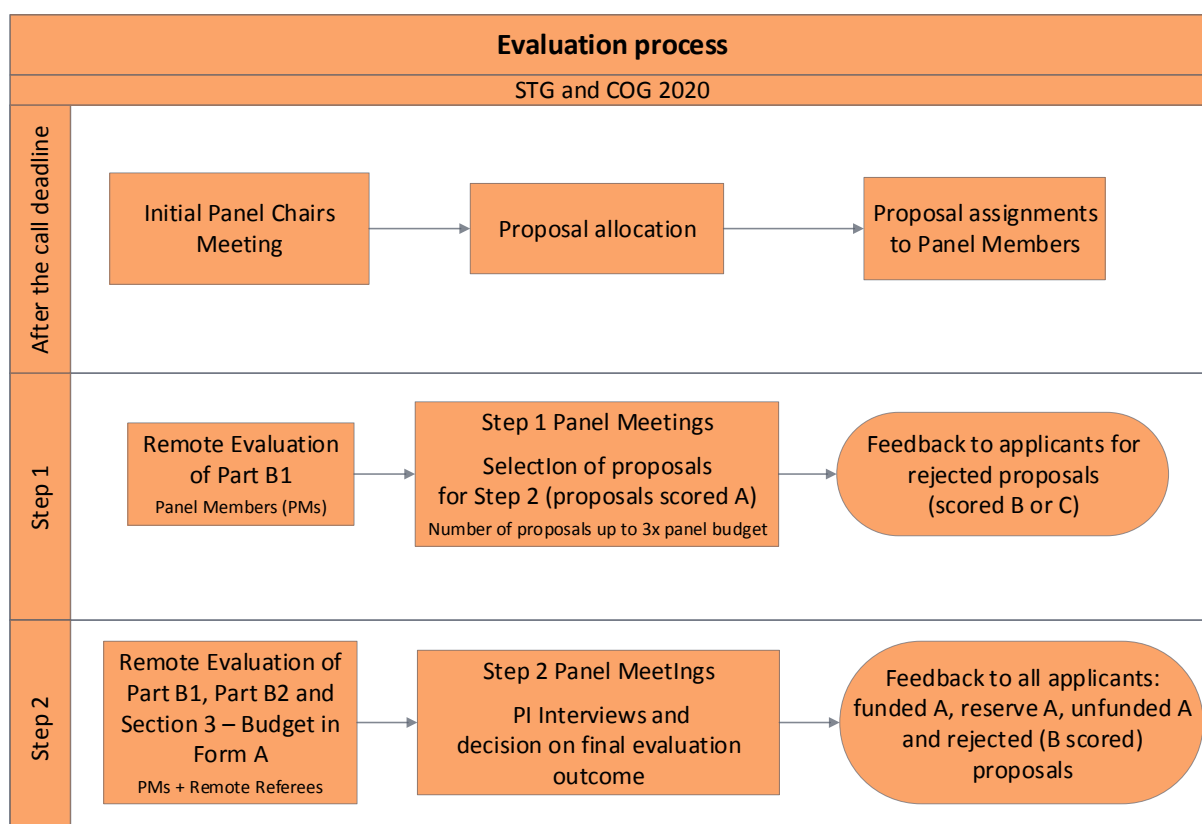 Evaluation process
STG and COG 2020
After the call deadline
Initial Panel Chairs
Meeting
Proposal allocation
Proposal assignments
to Panel Members
Step 1
Remote Evaluation
of Part B1
Panel Members (PMs)
Step 1 Panel Meetings
SelectIon of proposals
for Step 2 (proposals scored A)
Number of proposals up to 3x panel budget
Feedback to applicants for
rejected proposals
(scored B or C)
Step 2
Remote Evaluation of
Part B1, Part B2 and
Section 3 – Budget in
Form A
PMs + Remote Referees
Step 2 Panel MeetIngs
PI Interviews and
decision on final evaluation
outcome
Feedback to all applicants:
funded A, reserve A, unfunded A
and rejected (B scored)
proposals